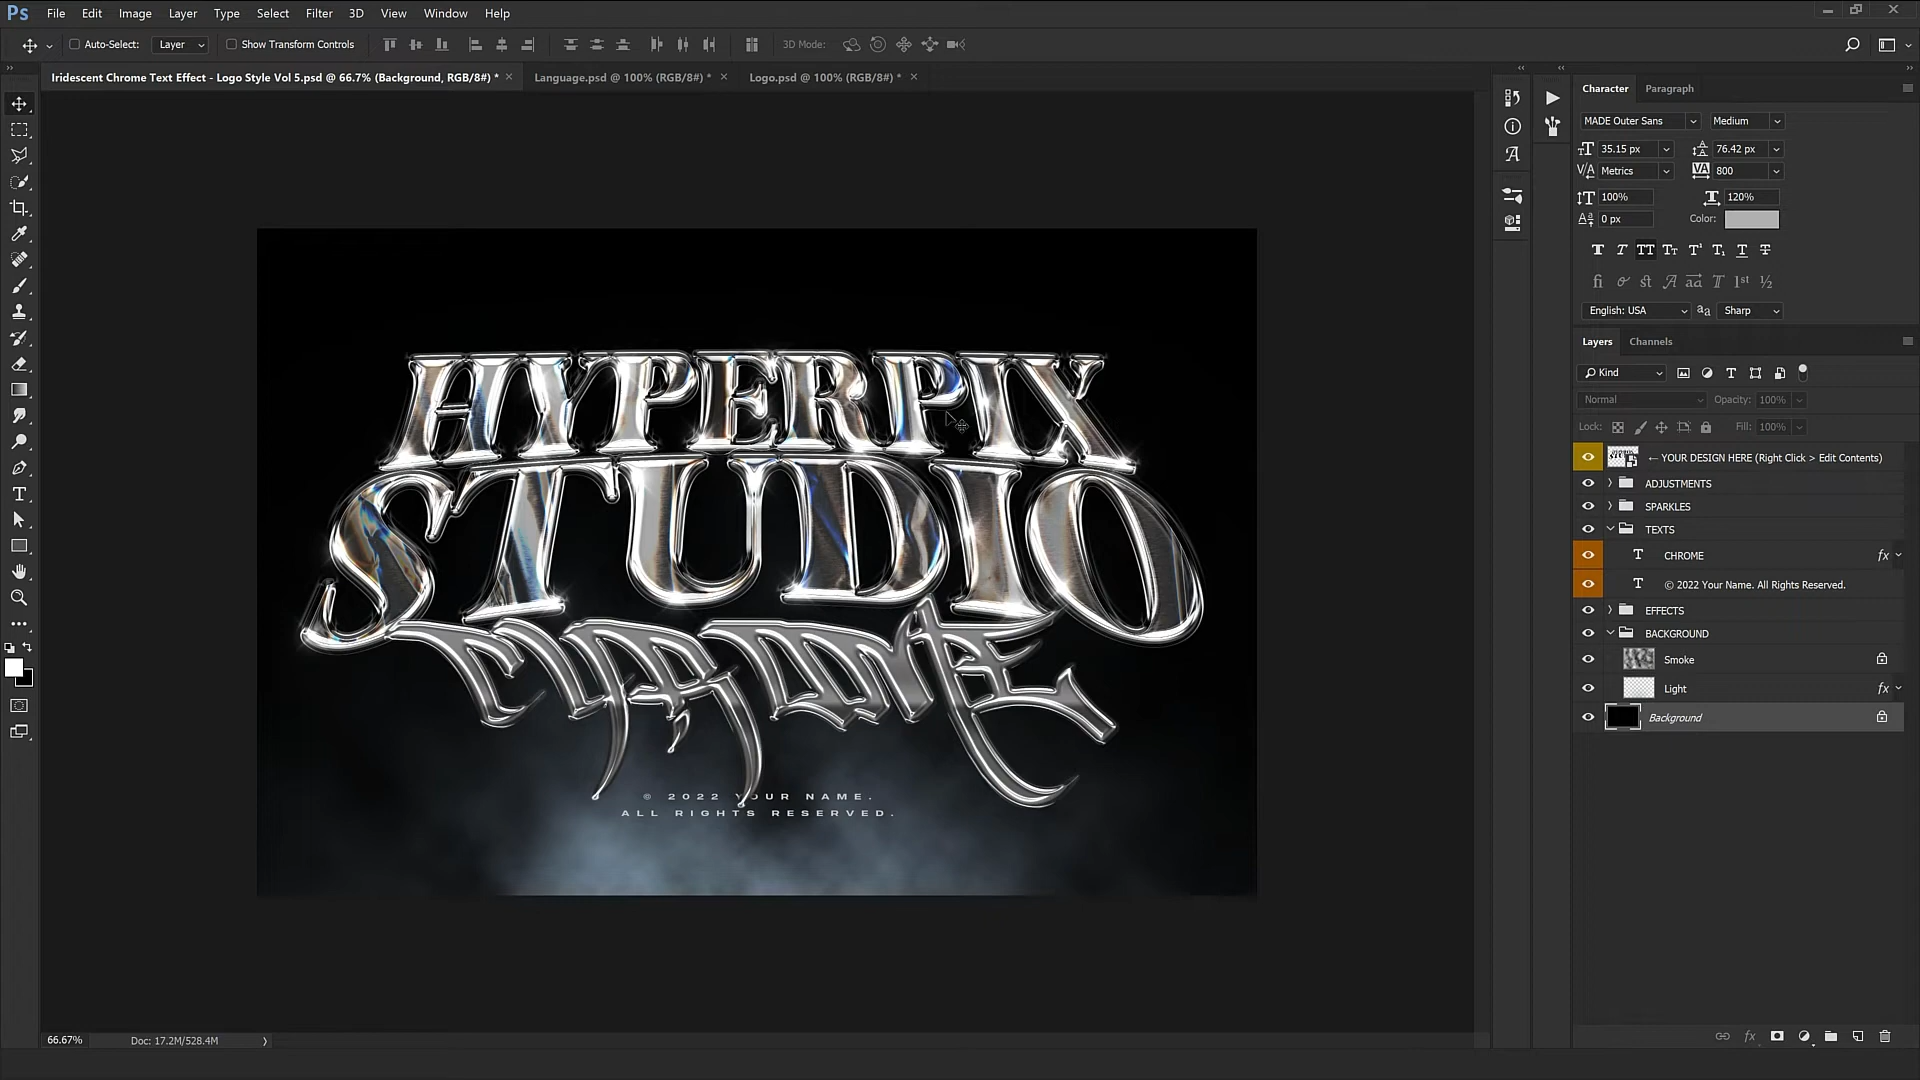 Ps File Edit Image Layer Type Select Filter 3D View Window Help
Auto-Select: Layer Show Transform Controls 3D Mode:
Iridescent Chrome Text Effect - Logo Style Vol 5.psd @ 66.7% (Background, RGB/8#) * × Language.psd @ 100% (RGB/8#) * × Logo.psd @ 100% (RGB/8#) * ×
HYPERPIX
STUDIO
CHROME
© 2022 YOUR NAME.
ALL RIGHTS RESERVED.
66.67% Doc: 17.2M/528.4M
Character Paragraph
MADE Outer Sans Medium
35.15 px 76.42 px
Metrics 800
100% 120%
0 px Color:
English: USA Sharp
Layers Channels
Kind
Normal Opacity: 100%
Lock: Fill: 100%
←YOUR DESIGN HERE (Right Click > Edit Contents)
ADJUSTMENTS
SPARKLES
TEXTS
CHROME fx
© 2022 Your Name. All Rights Reserved.
EFFECTS
BACKGROUND
Smoke
Light fx
Background